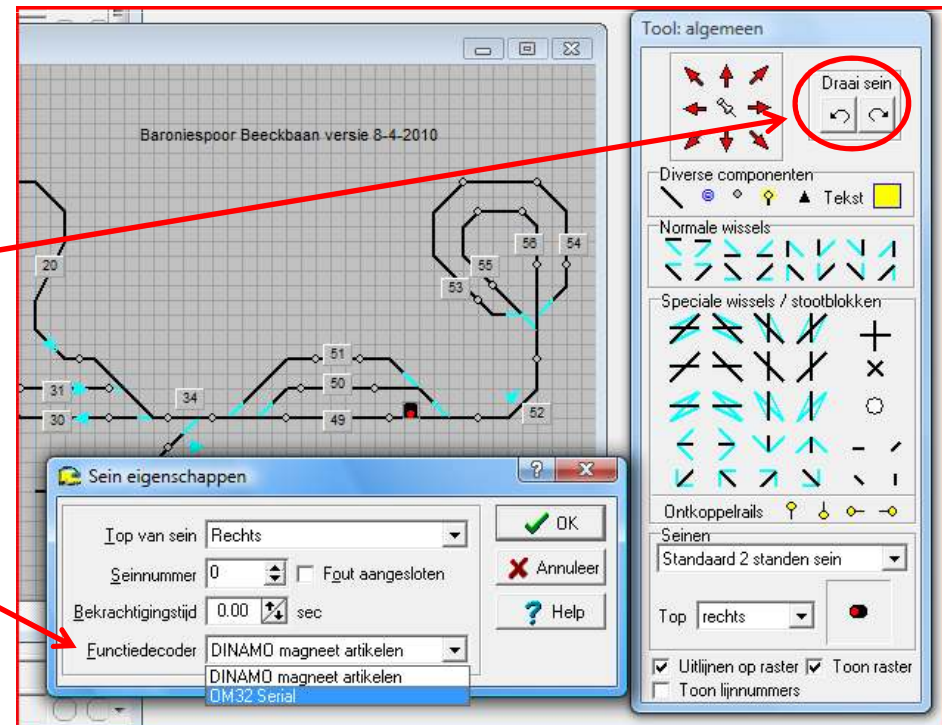 Tool: algemeen
Draai sein
Baroniespoor Beeckbaan versie 8-4-2010
Diverse componenten
Tekst
Normale wissels
Speciale wissels / stootblokken
20
56
54
55
53
51
31
34
50
30
49
52
Sein eigenschappen
Top van sein Rechts
OK
Seinnummer 0 Fout aangesloten
Annuleer
Bekrachtigingstijd 0.00 sec
Help
Functiedecoder DINAMO magneet artikelen
DINAMO magneet artikelen
OM32 Serial
Ontkoppelrails
Seinen
Standaard 2 standen sein
Top rechts
Uitlijnen op raster Toon raster
Toon lijnnummers